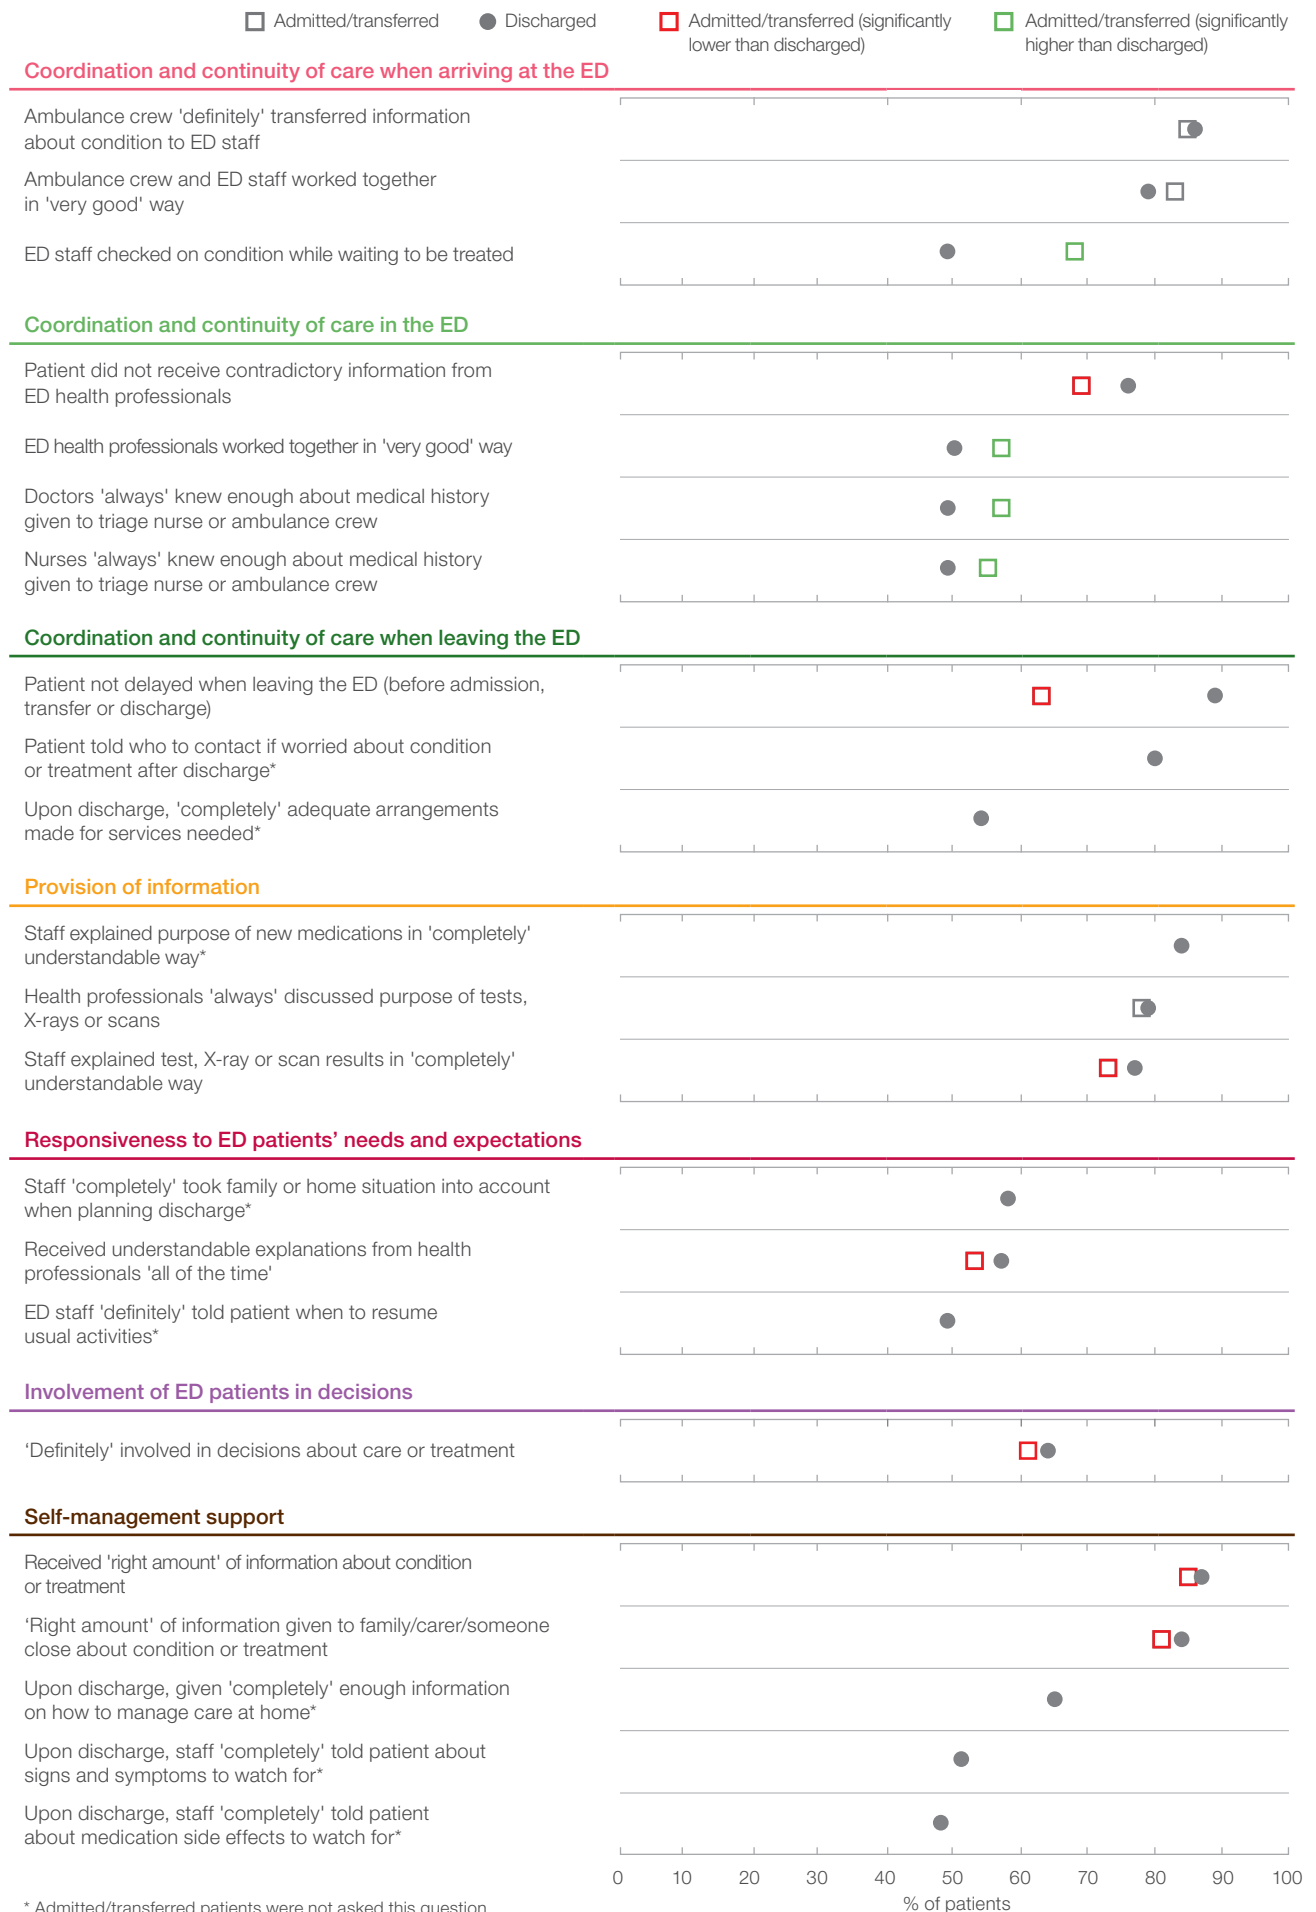 Admitted/transferred
Discharged
Admitted/transferred (significantly
lower than discharged)
Admitted/transferred (significantly
higher than discharged)
Coordination and continuity of care when arriving at the ED
Ambulance crew 'definitely' transferred information
about condition to ED staff
Ambulance crew and ED staff worked together
in 'very good' way
ED staff checked on condition while waiting to be treated
Coordination and continuity of care in the ED
Patient did not receive contradictory information from
ED health professionals
ED health professionals worked together in 'very good' way
Doctors 'always' knew enough about medical history
given to triage nurse or ambulance crew
Nurses 'always' knew enough about medical history
given to triage nurse or ambulance crew
Coordination and continuity of care when leaving the ED
Patient not delayed when leaving the ED (before admission,
transfer or discharge)
Patient told who to contact if worried about condition
or treatment after discharge*
Upon discharge, 'completely' adequate arrangements
made for services needed*
Provision of information
Staff explained purpose of new medications in 'completely'
understandable way*
Health professionals 'always' discussed purpose of tests,
X-rays or scans
Staff explained test, X-ray or scan results in 'completely'
understandable way
Responsiveness to ED patients’ needs and expectations
Staff 'completely' took family or home situation into account
when planning discharge*
Received understandable explanations from health
professionals 'all of the time'
ED staff 'definitely' told patient when to resume
usual activities*
Involvement of ED patients in decisions
‘Definitely' involved in decisions about care or treatment
Self-management support
Received 'right amount' of information about condition
or treatment
‘Right amount' of information given to family/carer/someone
close about condition or treatment
Upon discharge, given 'completely' enough information
on how to manage care at home*
Upon discharge, staff 'completely' told patient about
signs and symptoms to watch for*
Upon discharge, staff 'completely' told patient
about medication side effects to watch for*
0 10 20 30 40 50 60 70 80 90 100
% of patients
* Admitted/transferred patients were not asked this question